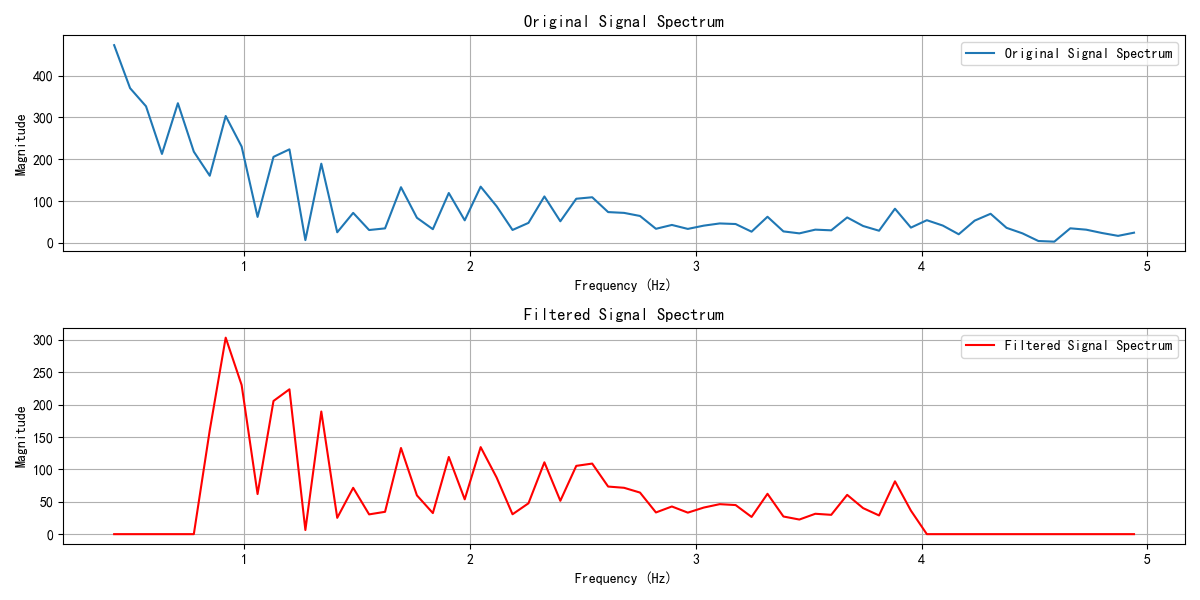 Original Signal Spectrum
Original Signal Spectrum
Magnitude
400
300
200
100
0
1 2 3 4 5
Frequency (Hz)
Filtered Signal Spectrum
Filtered Signal Spectrum
Magnitude
300
250
200
150
100
50
0
1 2 3 4 5
Frequency (Hz)